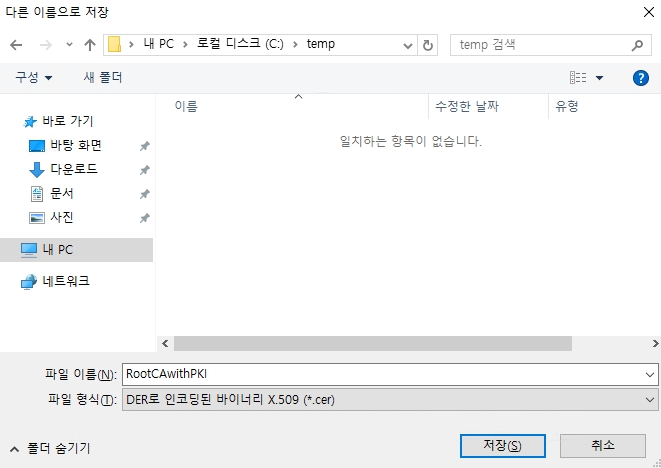 다른 이름으로 저장
내 PC > 로컬 디스크 (C:) > temp
temp 검색
구성
새 폴더
이름
수정한 날짜
유형
바로 가기
일치하는 항목이 없습니다.
바탕 화면
다운로드
문서
사진
내 PC
네트워크
파일 이름(N):
RootCAwithPKI
파일 형식(T):
DER로 인코딩된 바이너리 X.509 (*.cer)
폴더 숨기기
저장(S)
취소